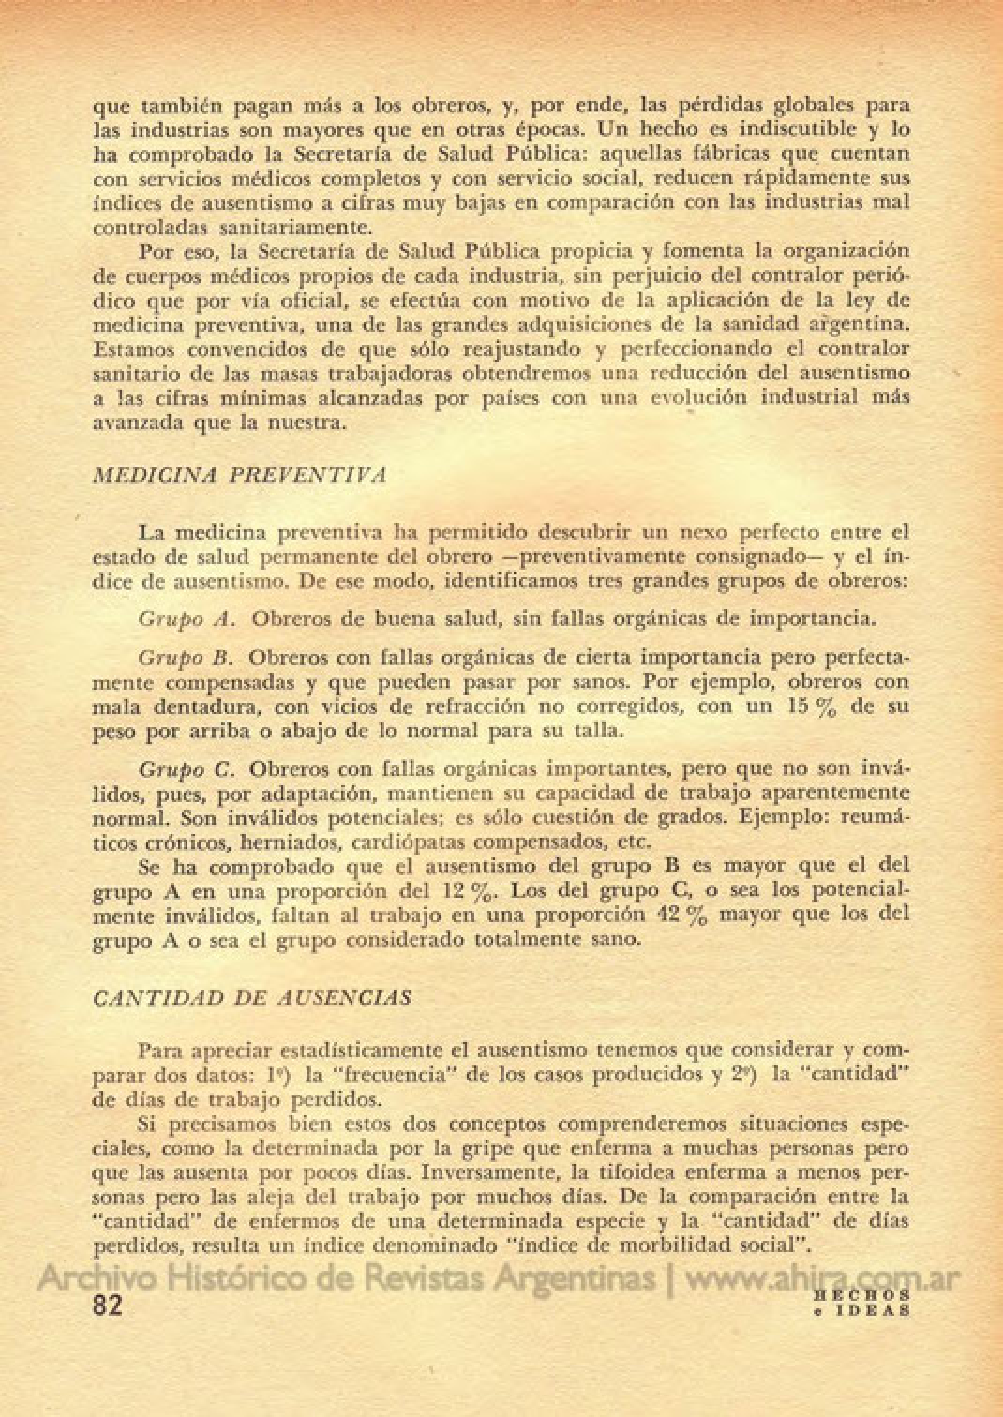 que también pagan más a los obreros, y, por ende, las pérdidas globales para
las industrias son mayores que en otras épocas. Un hecho es indiscutible y lo
ha comprobado la Secretaría de Salud Pública: aquellas fábricas que cuentan
con servicios médicos completos y con servicio social, reducen rápidamente sus
índices de ausentismo a cifras muy bajas en comparación con las industrias mal
controladas sanitariamente.
Por eso, la Secretaría de Salud Pública propicia y fomenta la organización
de cuerpos médicos propios de cada industria, sin perjuicio del contralor perió-
dico que por vía oficial, se efectúa con motivo de la aplicación de la ley de
medicina preventiva, una de las grandes adquisiciones de la sanidad argentina.
Estamos convencidos de que sólo reajustando y perfeccionando el contralor
sanitario de las masas trabajadoras obtendremos una reducción del ausentismo
a las cifras mínimas alcanzadas por países con una evolución industrial más
avanzada que la nuestra.
MEDICINA PREVENTIVA
La medicina preventiva ha permitido descubrir un nexo perfecto entre el
estado de salud permanente del obrero —preventivamente consignado— y el ín-
dice de ausentismo. De ese modo, identificamos tres grandes grupos de obreros:
Grupo A. Obreros de buena salud, sin fallas orgánicas de importancia.
Grupo B. Obreros con fallas orgánicas de cierta importancia pero perfecta-
mente compensadas y que pueden pasar por sanos. Por ejemplo, obreros con
mala dentadura, con vicios de refracción no corregidos, con un 15 % de su
peso por arriba o abajo de lo normal para su talla.
Grupo C. Obreros con fallas orgánicas importantes, pero que no son invá-
lidos, pues, por adaptación, mantienen su capacidad de trabajo aparentemente
normal. Son inválidos potenciales; es sólo cuestión de grados. Ejemplo: reumá-
ticos crónicos, herniados, cardiópatas compensados, etc.
Se ha comprobado que el ausentismo del grupo B es mayor que el del
grupo A en una proporción del 12 %. Los del grupo C, o sea los potencial-
mente inválidos, faltan al trabajo en una proporción 42 % mayor que los del
grupo A o sea el grupo considerado totalmente sano.
CANTIDAD DE AUSENCIAS
Para apreciar estadísticamente el ausentismo tenemos que considerar y com-
parar dos datos: 1º) la "frecuencia" de los casos producidos y 2º) la "cantidad"
de días de trabajo perdidos.
Si precisamos bien estos dos conceptos comprenderemos situaciones espe-
ciales, como la determinada por la gripe que enferma a muchas personas pero
que las ausenta por pocos días. Inversamente, la tifoidea enferma a menos per-
sonas pero las aleja del trabajo por muchos días. De la comparación entre la
"cantidad" de enfermos de una determinada especie y la "cantidad" de días
perdidos, resulta un índice denominado "índice de morbilidad social".
Archivo Histórico de Revistas Argentinas | www.ahira.com.ar
82
HECHOS
e IDEAS